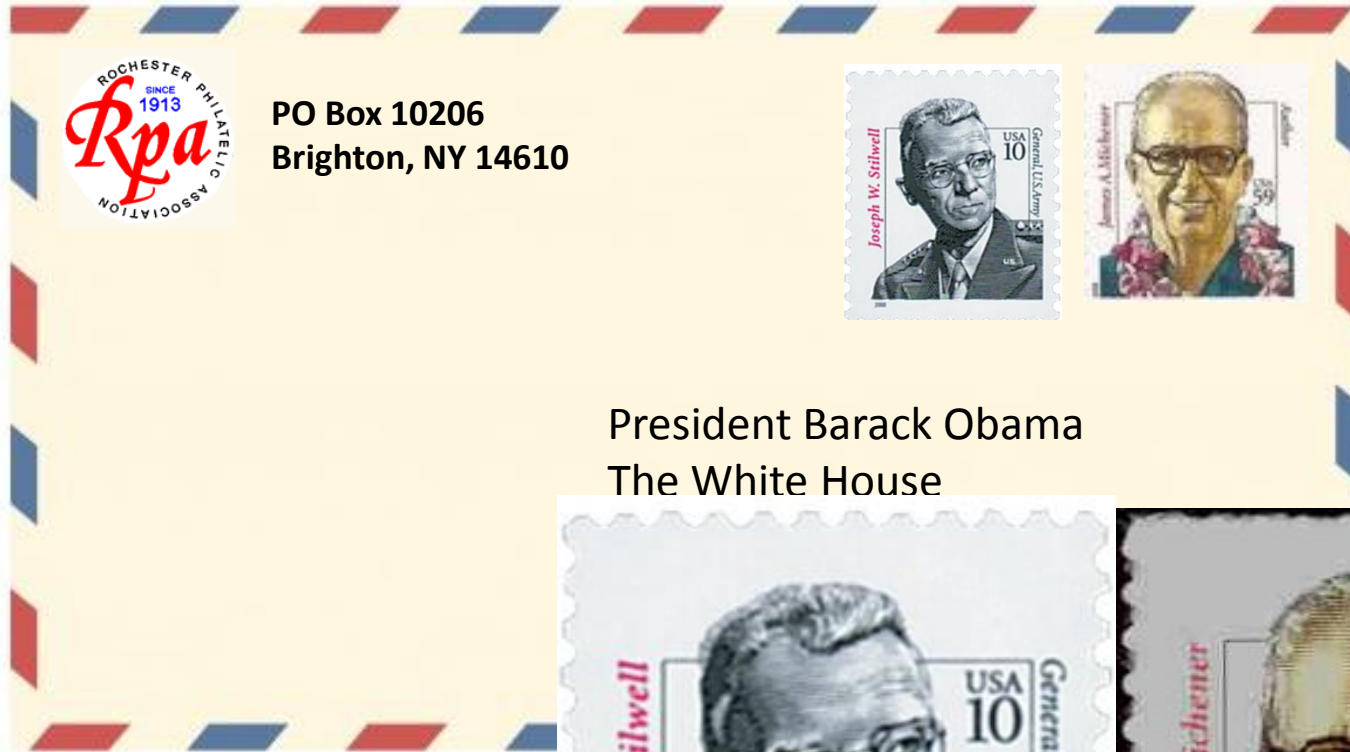 ROCHESTER PHILATELIC ASSOCIATION
SINCE
1913
Rpa
PO Box 10206
Brighton, NY 14610
Joseph W. Stilwell
USA
10
General, U.S. Army
U.S.
2000
James A. Michener
Author
USA
59
President Barack Obama
The White House
ilwell
USA
10
Genera
chener